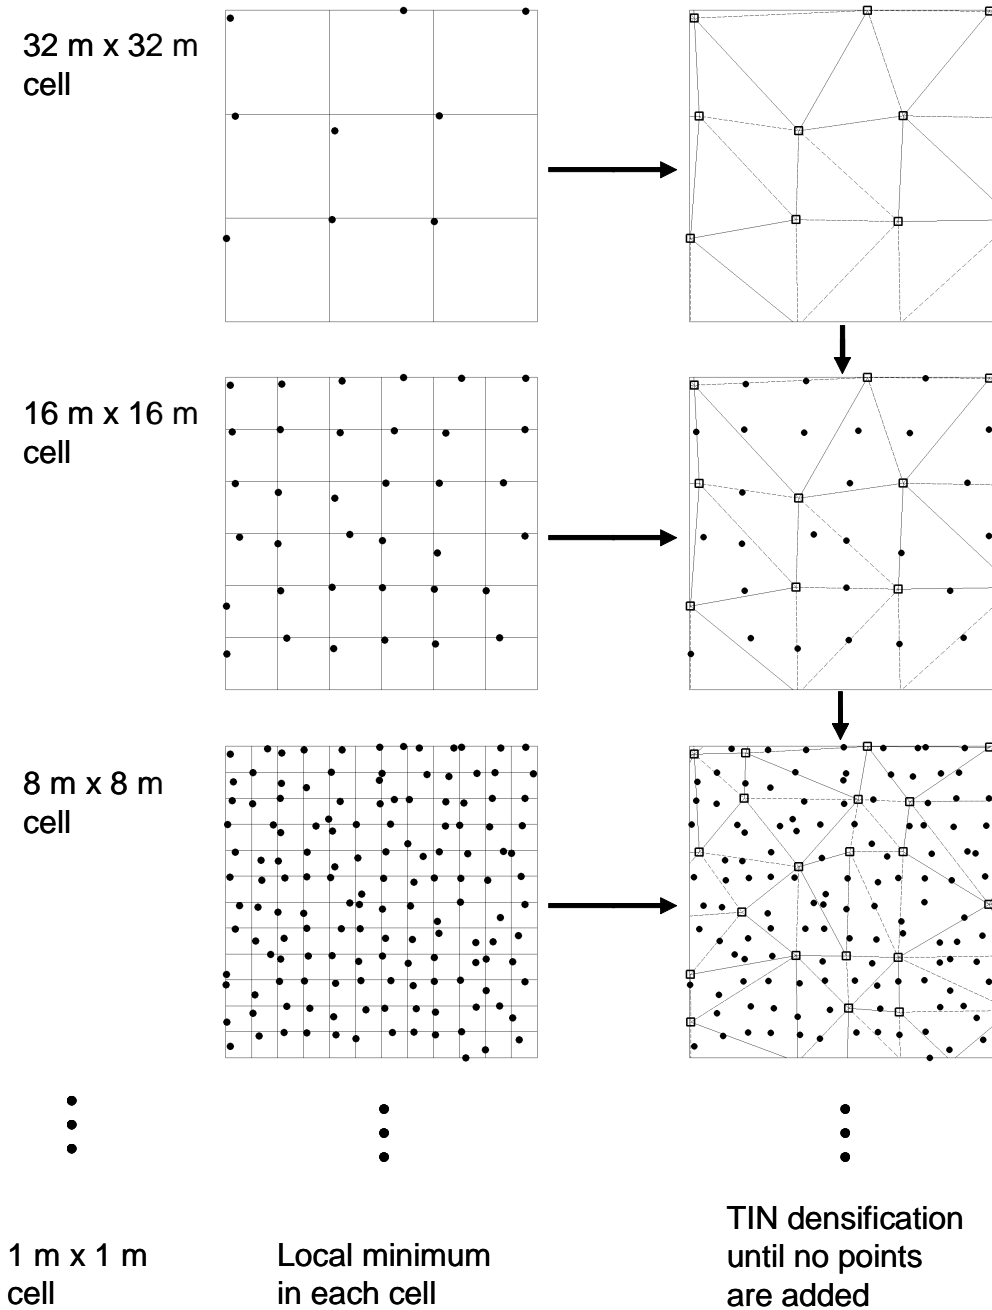 32 m x 32 m
cell
16 m x 16 m
cell
8 m x 8 m
cell
1 m x 1 m
cell
Local minimum
in each cell
TIN densification
until no points
are added